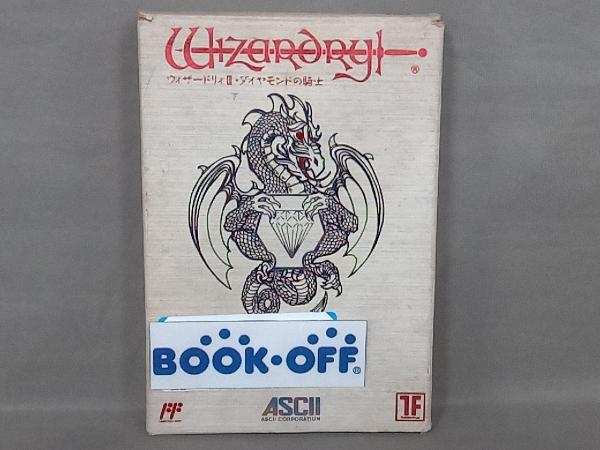 Wizardry
®
ウィザードリィⅢ・ダイヤモンドの騎士
BOOK・OFF®
ASCII
ASCII CORPORATION
1F